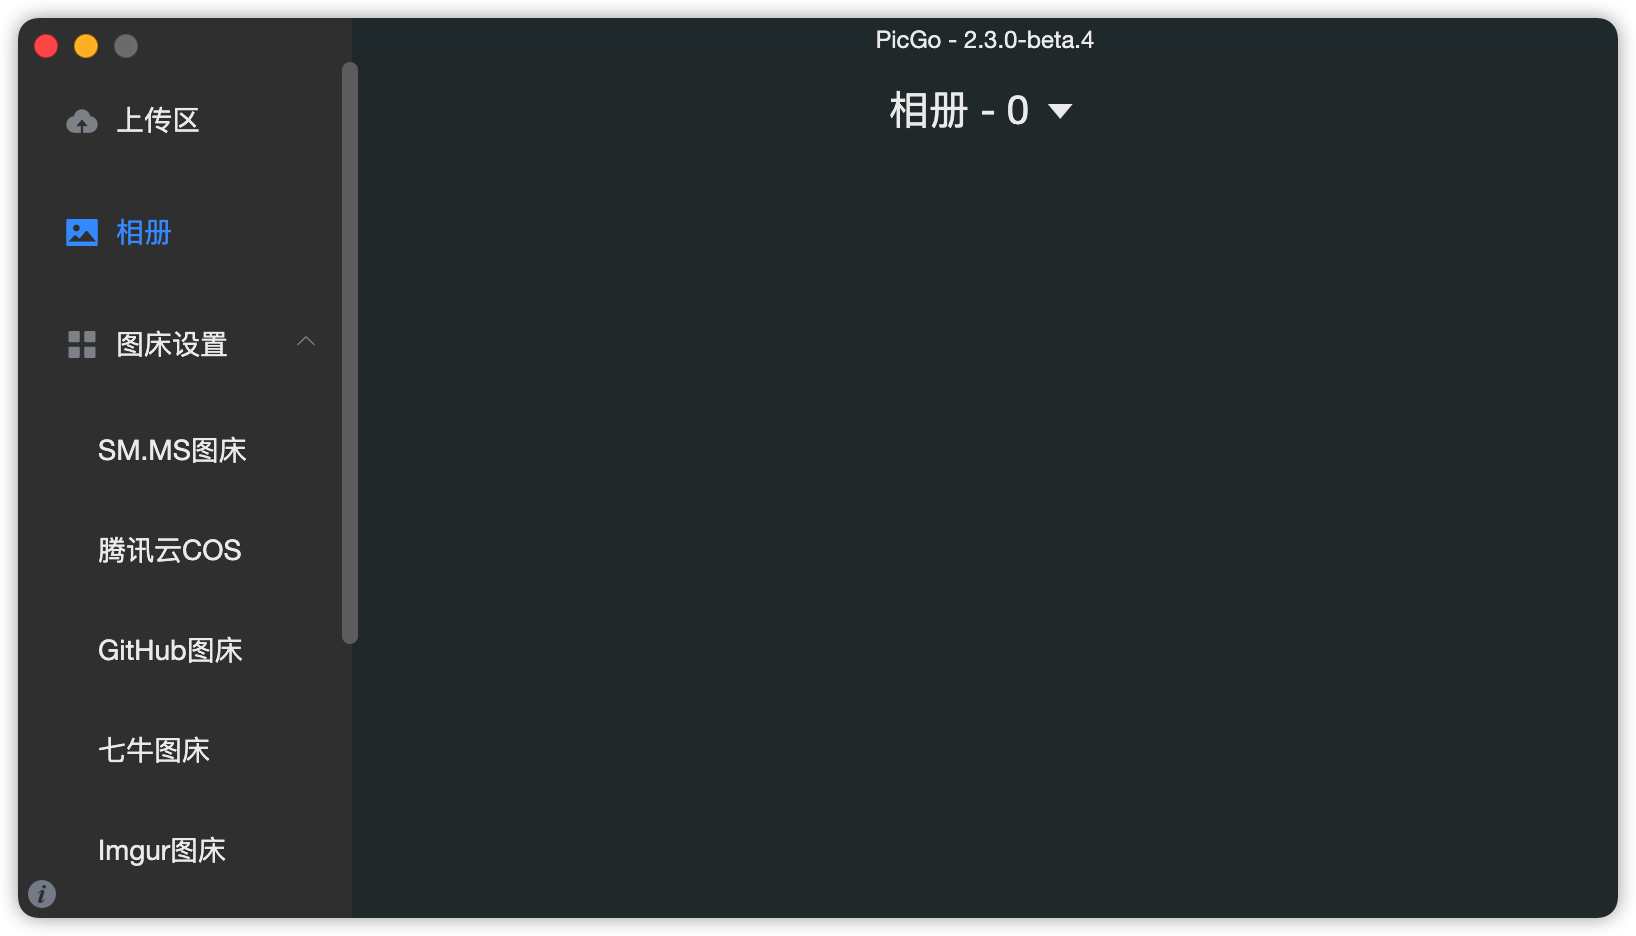 PicGo - 2.3.0-beta.4
相册 - 0
上传区
相册
图床设置
SM.MS图床
腾讯云COS
GitHub图床
七牛图床
Imgur图床
i